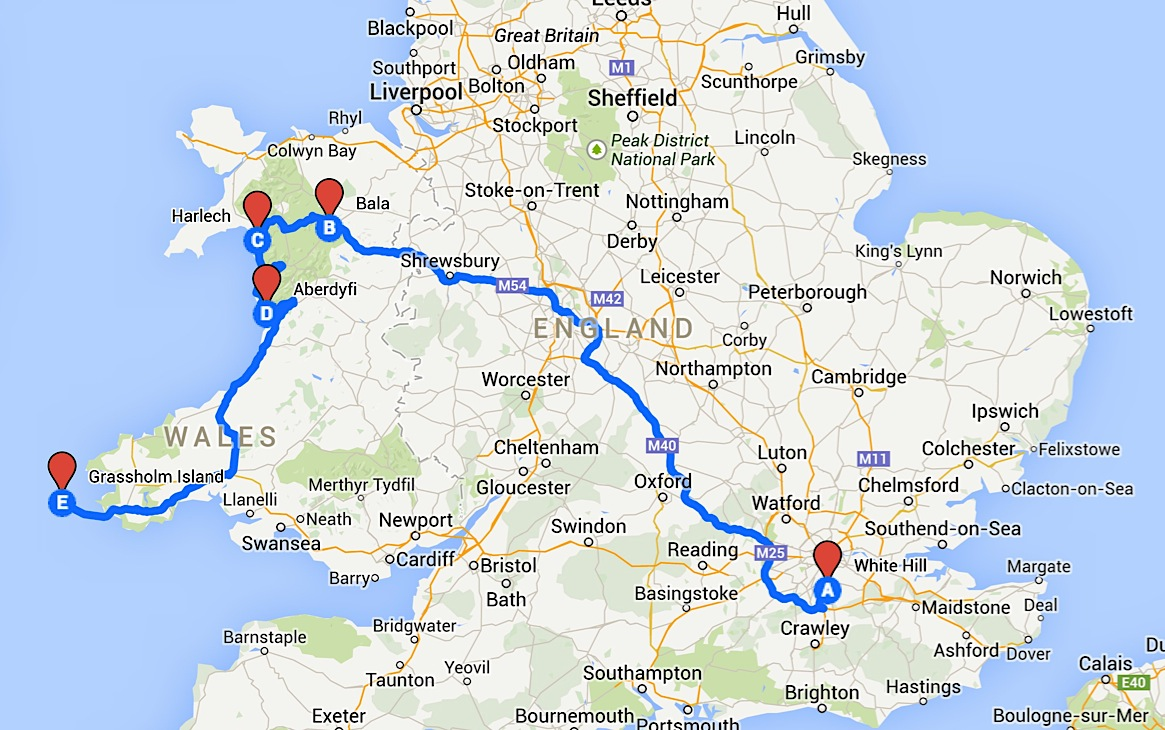 Leeds
Hull
Blackpool
Great Britain
Grimsby
Southport
Oldham
M1
Bolton
Scunthorpe
Liverpool
Sheffield
Rhyl
Stockport
Peak District
National Park
Lincoln
Colwyn Bay
Skegness
Stoke-on-Trent
Bala
Nottingham
Harlech
B
C
Derby
King's Lynn
Shrewsbury
Leicester
Norwich
M54
Aberdyfi
Peterborough
M42
D
Lowestoft
ENGLAND
Corby
Northampton
Worcester
Cambridge
Ipswich
WALES
Cheltenham
M40
Colchester
Felixstowe
Luton
M11
Grassholm Island
Merthyr Tydfil
Gloucester
Oxford
Chelmsford
Clacton-on-Sea
E
Llanelli
Watford
Neath
Newport
Swindon
Southend-on-Sea
Swansea
Reading
M25
Cardiff
Bristol
White Hill
Margate
Barry
A
Bath
Basingstoke
Maidstone
Deal
Bridgwater
Crawley
Barnstaple
Ashford
Dover
Du
Yeovil
Calais
Taunton
Southampton
E40
Hastings
Brighton
Exeter
Bournemouth
Portsmouth
Boulogne-sur-Mer